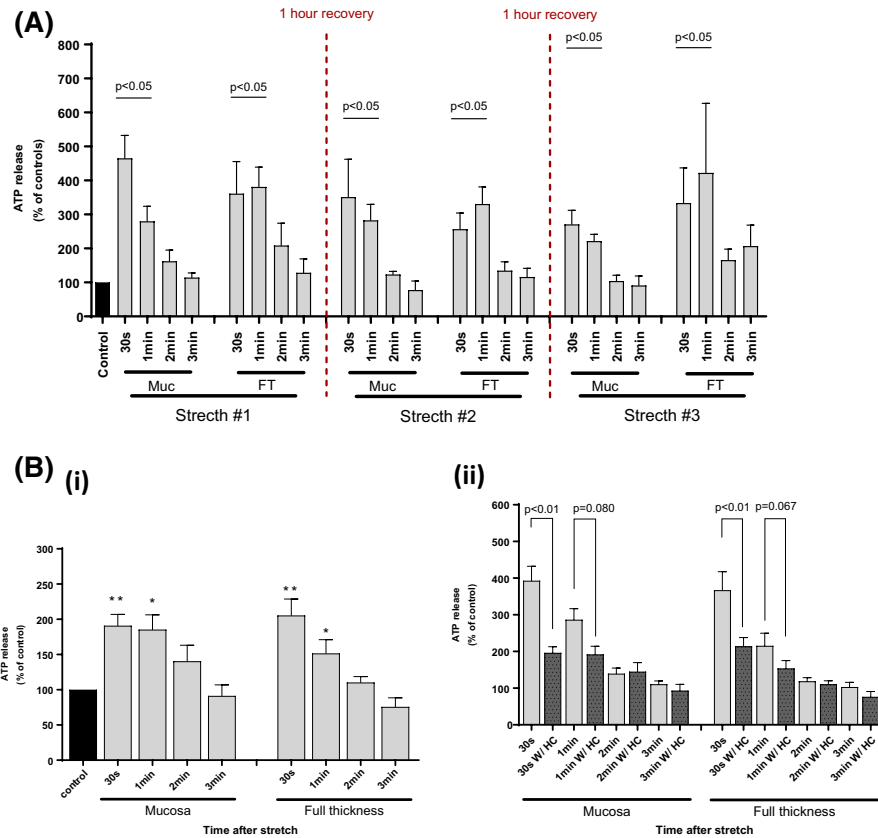 (A)
1 hour recovery 1 hour recovery
ATP release
(% of controls)
800
700
600
500
400
300
200
100
0
p<0.05 p<0.05 p<0.05 p<0.05 p<0.05 p<0.05
Control 30s 1min 2min 3min 30s 1min 2min 3min 30s 1min 2min 3min 30s 1min 2min 3min 30s 1min 2min 3min 30s 1min 2min 3min
Muc FT Muc FT Muc FT
Strecth #1 Strecth #2 Strecth #3
(B) (i)
ATP release
(% of control)
300
250
200
150
100
50
0
** * ** *
control 30s 1min 2min 3min 30s 1min 2min 3min
Mucosa Full thickness
Time after stretch
(ii)
ATP release
(% of control)
600
500
400
300
200
100
0
p<0.01 p=0.080 p<0.01 p=0.067
30s 30s W/ HC 1min 1min W/ HC 2min 2min W/ HC 3min 3min W/ HC 30s 30s W/ HC 1min 1min W/ HC 2min 2min W/ HC 3min 3min W/ HC
Mucosa Full thickness
Time after stretch